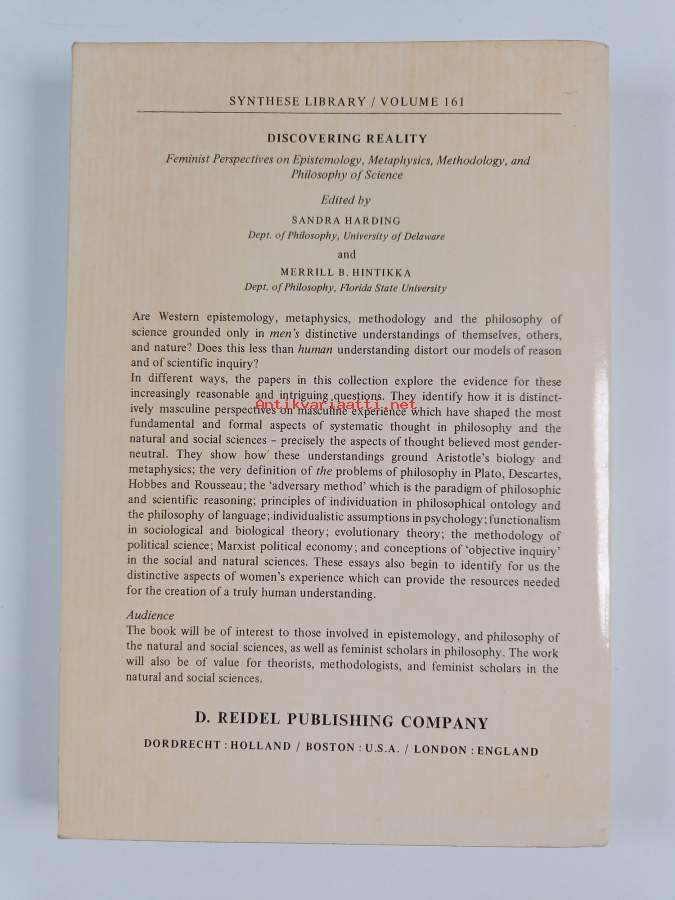 SYNTHESE LIBRARY / VOLUME 161
DISCOVERING REALITY
Feminist Perspectives on Epistemology, Metaphysics, Methodology, and
Philosophy of Science
Edited by
SANDRA HARDING
Dept. of Philosophy, University of Delaware
and
MERRILL B. HINTIKKA
Dept. of Philosophy, Florida State University
Are Western epistemology, metaphysics, methodology and the philosophy of
science grounded only in men's distinctive understandings of themselves, others,
and nature? Does this less than human understanding distort our models of reason
and of scientific inquiry?
In different ways, the papers in this collection explore the evidence for these
increasingly reasonable and intriguing questions. They identify how it is distinct-
Antikvariaatti.net
ively masculine perspectives on masculine experience which have shaped the most
fundamental and formal aspects of systematic thought in philosophy and the
natural and social sciences – precisely the aspects of thought believed most gender-
neutral. They show how these understandings ground Aristotle's biology and
metaphysics; the very definition of the problems of philosophy in Plato, Descartes,
Hobbes and Rousseau; the 'adversary method' which is the paradigm of philosophic
and scientific reasoning; principles of individuation in philosophical ontology and
the philosophy of language; individualistic assumptions in psychology; functionalism
in sociological and biological theory; evolutionary theory; the methodology of
political science; Marxist political economy; and conceptions of 'objective inquiry'
in the social and natural sciences. These essays also begin to identify for us the
distinctive aspects of women's experience which can provide the resources needed
for the creation of a truly human understanding.
Audience
The book will be of interest to those involved in epistemology, and philosophy of
the natural and social sciences, as well as feminist scholars in philosophy. The work
will also be of value for theorists, methodologists, and feminist scholars in the
natural and social sciences.
D. REIDEL PUBLISHING COMPANY
DORDRECHT : HOLLAND / BOSTON : U.S.A. / LONDON : ENGLAND